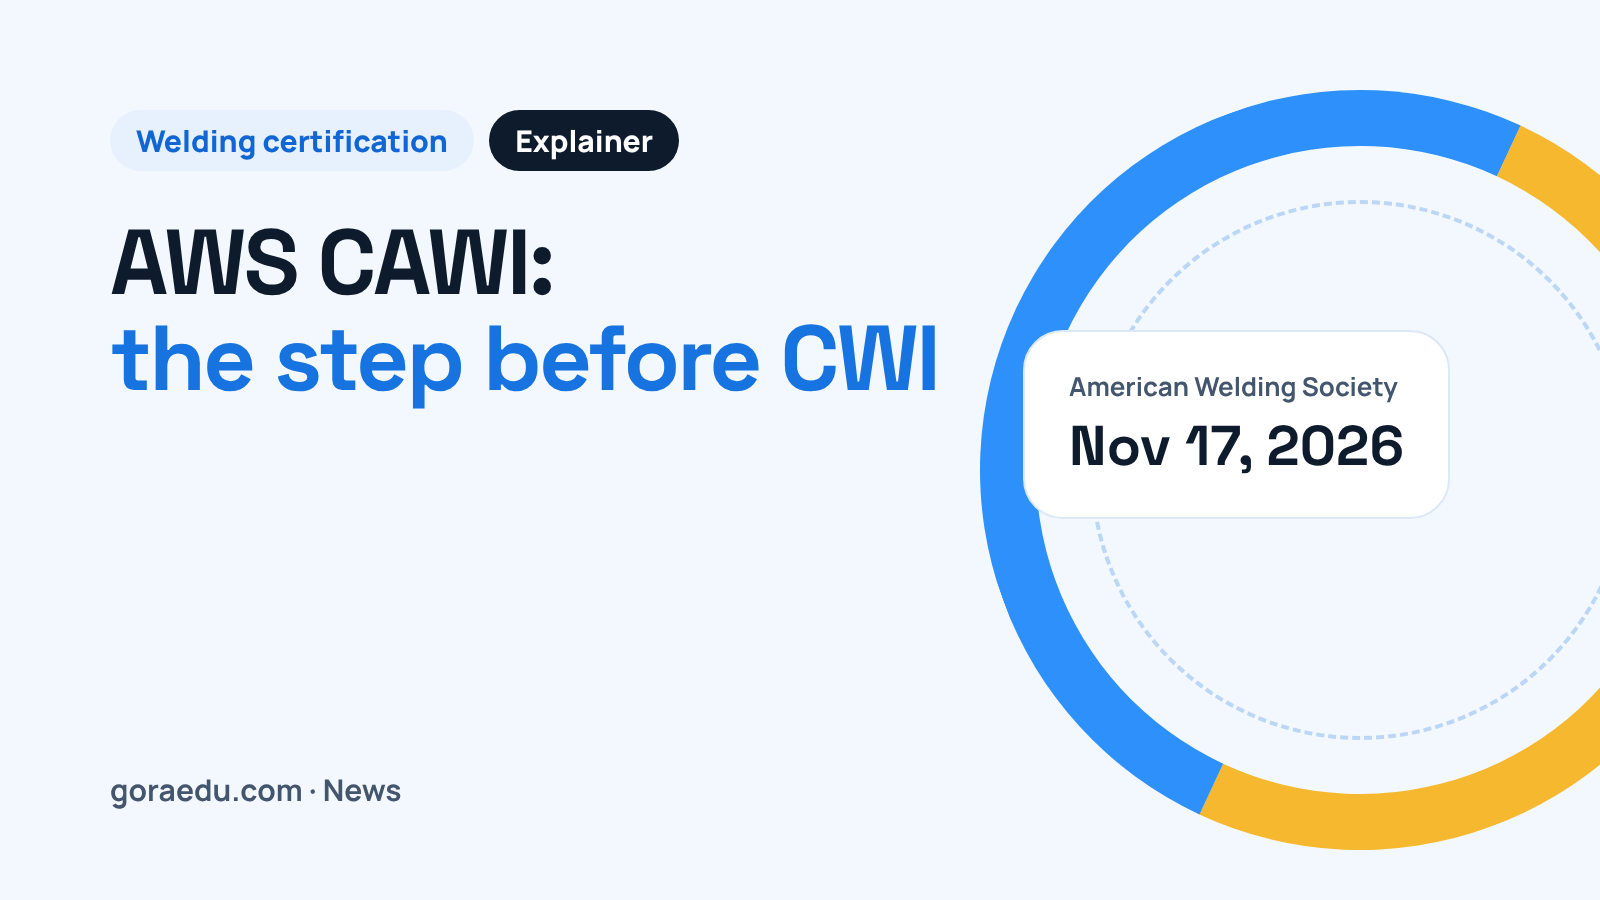 Welding certification
Explainer
AWS CAWI:
the step before CWI
American Welding Society
Nov 17, 2026
goraedu.com · News